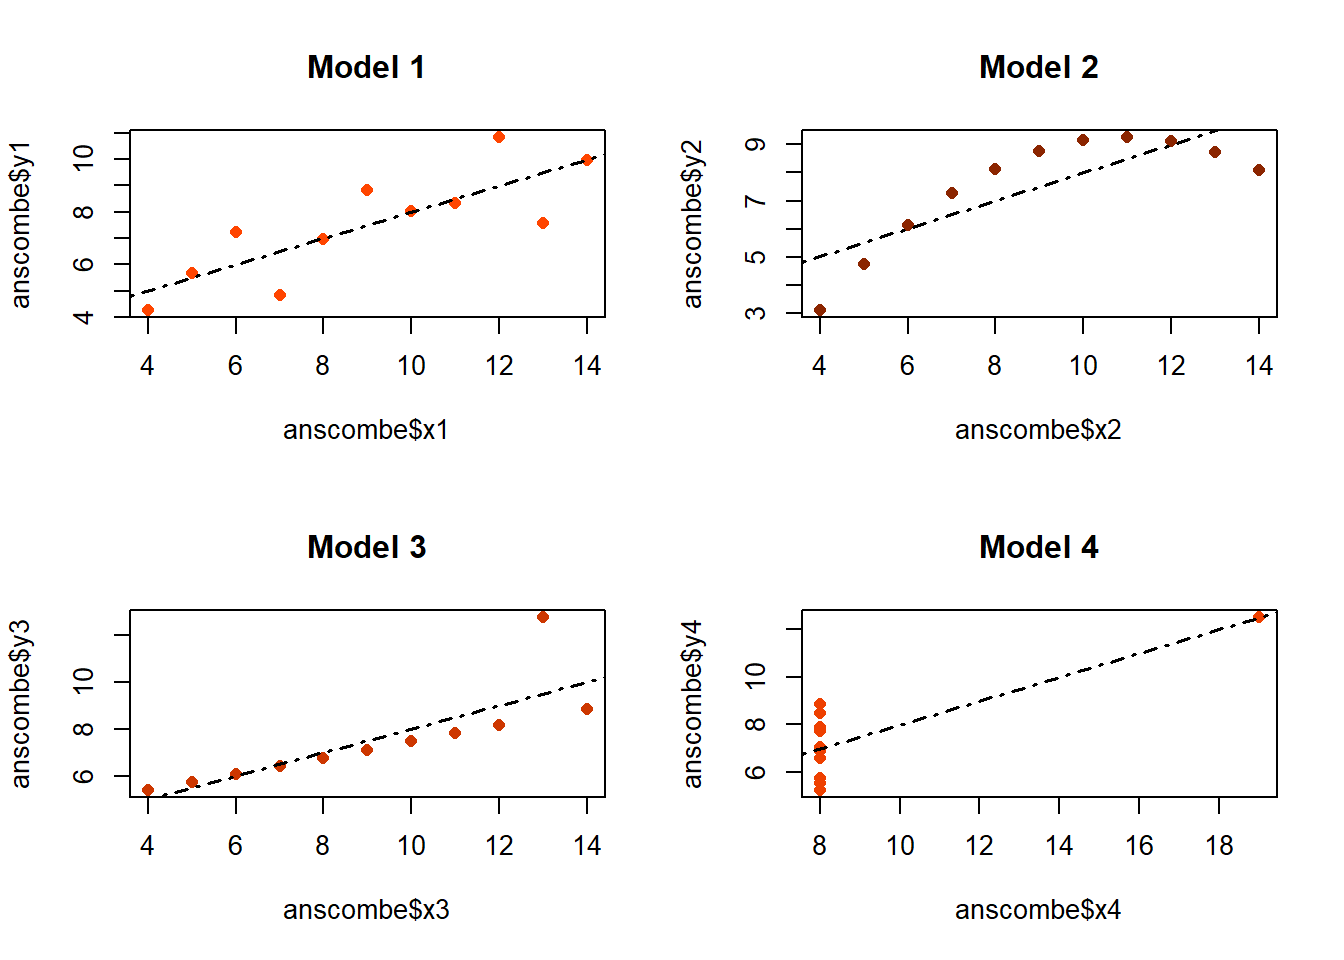 Model 1
anscombe$y1
4 6 8 10
4 6 8 10 12 14
anscombe$x1
Model 2
anscombe$y2
3 5 7 9
4 6 8 10 12 14
anscombe$x2
Model 3
anscombe$y3
6 8 10
4 6 8 10 12 14
anscombe$x3
Model 4
anscombe$y4
6 8 10
8 10 12 14 16 18
anscombe$x4